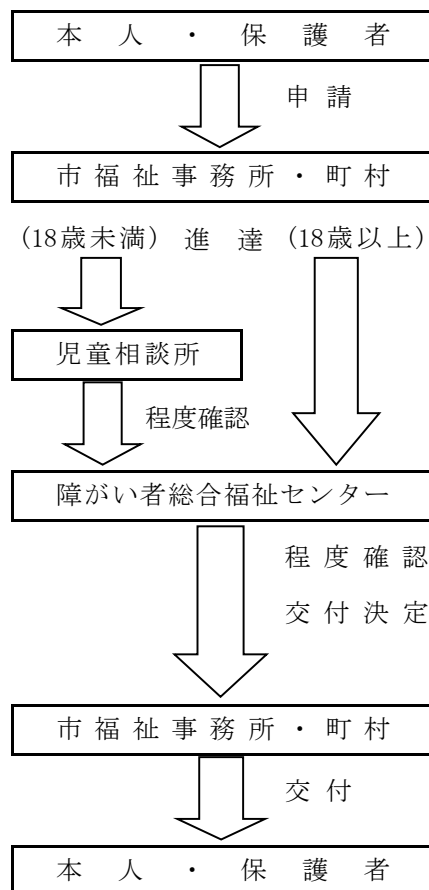 本人・保護者
申請
市福祉事務所・町村
(18歳未満) 進達 (18歳以上)
児童相談所
程度確認
障がい者総合福祉センター
程度確認
交付決定
市福祉事務所・町村
交付
本人・保護者